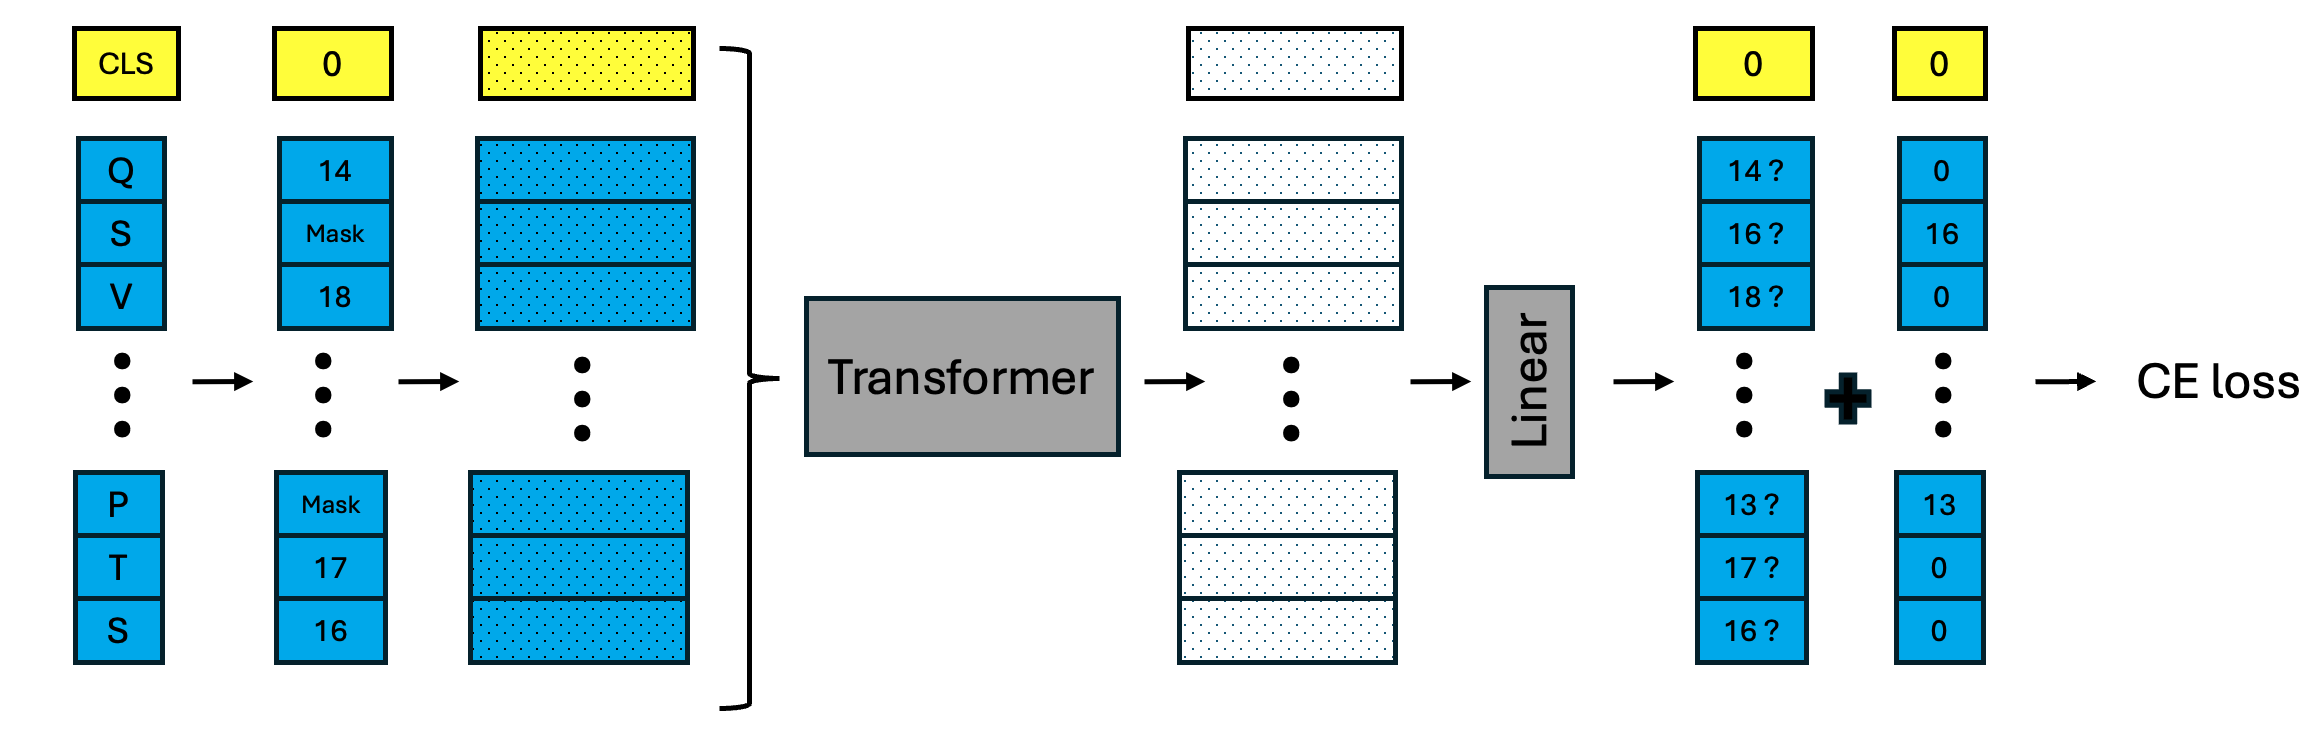 CLS
Q
S
V
P
T
S
0
14
Mask
18
Mask
17
16
Transformer
Linear
0
14 ?
16 ?
18 ?
13 ?
17 ?
16 ?
0
0
16
0
13
0
0
CE loss